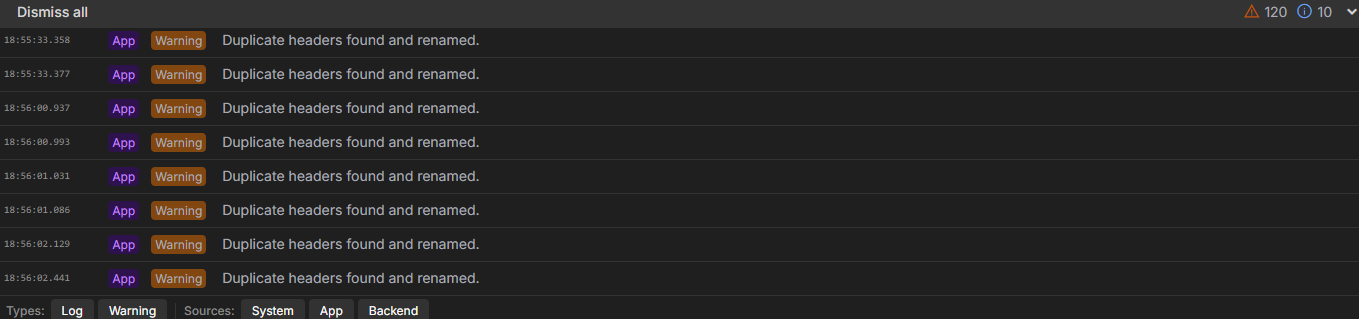 Dismiss all 120 10
18:55:33.358 App Warning Duplicate headers found and renamed.
18:55:33.377 App Warning Duplicate headers found and renamed.
18:56:00.937 App Warning Duplicate headers found and renamed.
18:56:00.993 App Warning Duplicate headers found and renamed.
18:56:01.031 App Warning Duplicate headers found and renamed.
18:56:01.086 App Warning Duplicate headers found and renamed.
18:56:02.129 App Warning Duplicate headers found and renamed.
18:56:02.441 App Warning Duplicate headers found and renamed.
Types: Log Warning Sources: System App Backend